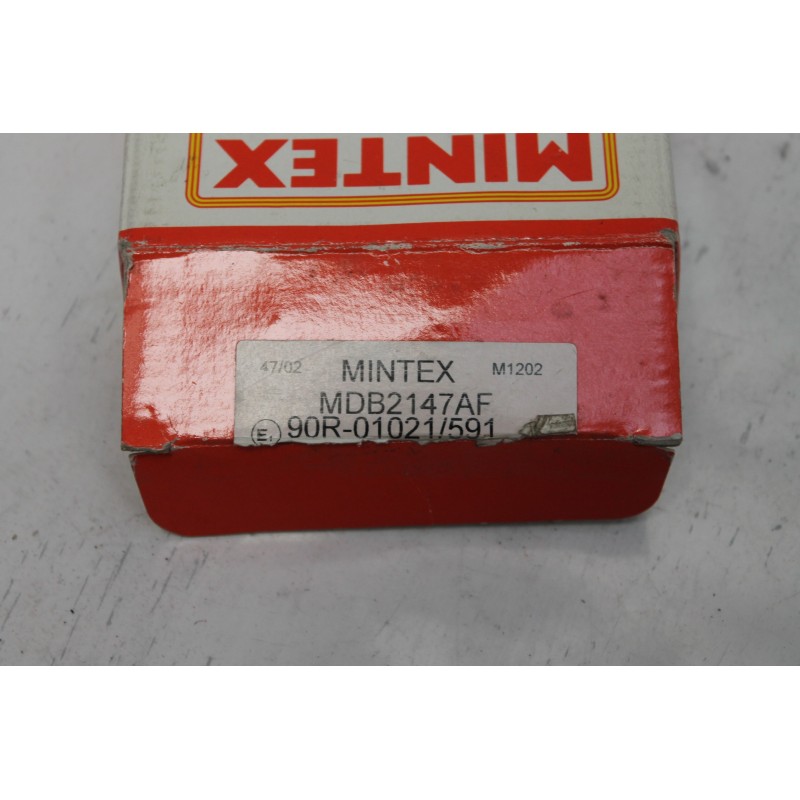 MINTEX
47/02 MINTEX M1202
MDB2147AF
E1 90R-01021/591